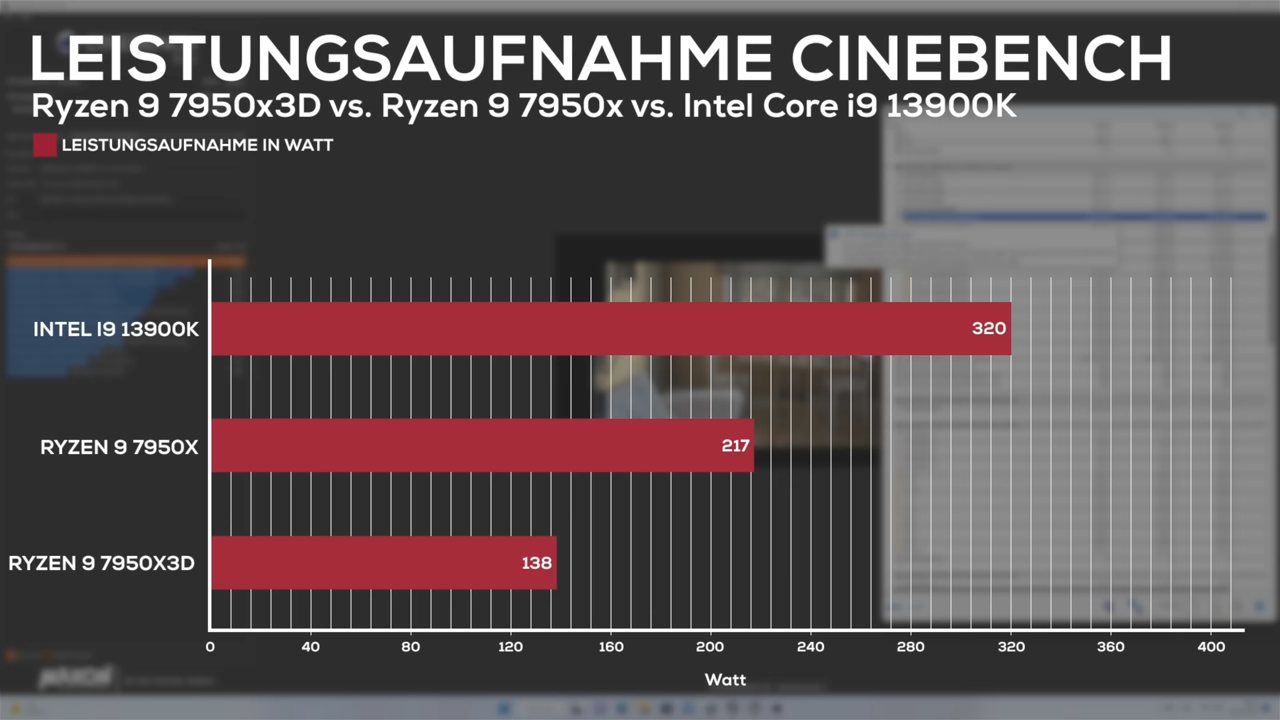 LEISTUNGSAUFNAHME CINEBENCH
Ryzen 9 7950x3D vs. Ryzen 9 7950x vs. Intel Core i9 13900K
LEISTUNGSAUFNAHME IN WATT
INTEL I9 13900K
320
RYZEN 9 7950X
217
RYZEN 9 7950X3D
138
0 40 80 120 160 200 240 280 320 360 400
Watt